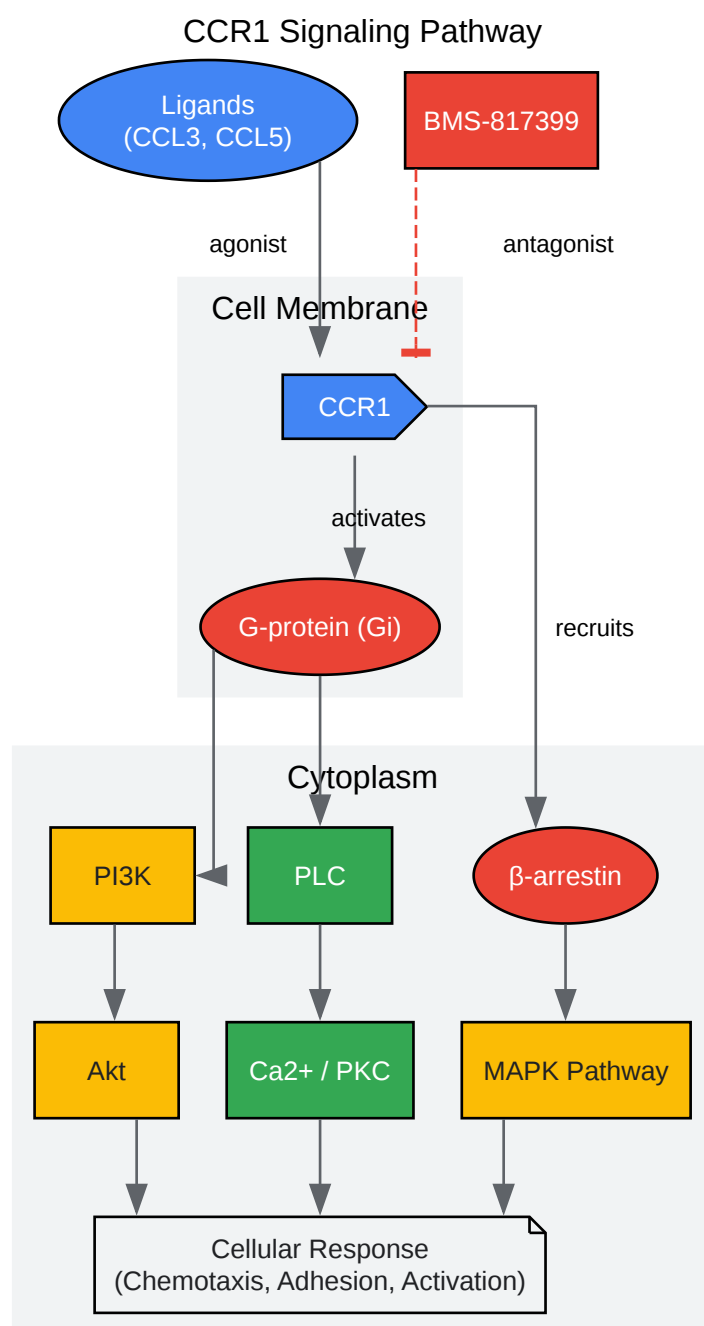 CCR1 Signaling Pathway
Ligands
(CCL3, CCL5)
BMS-817399
agonist
antagonist
Cell Membrane
CCR1
activates
G-protein (Gi)
recruits
Cytoplasm
PI3K
PLC
β-arrestin
Akt
Ca2+ / PKC
MAPK Pathway
Cellular Response
(Chemotaxis, Adhesion, Activation)